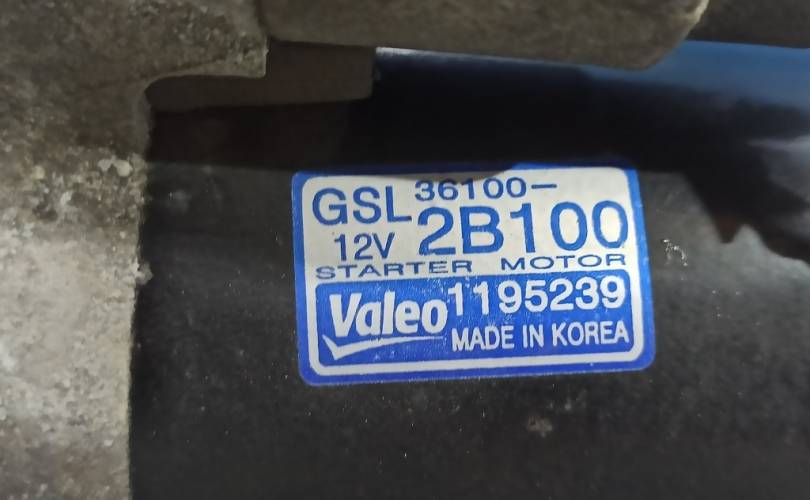 GSL 36100-
12V 2B100
STARTER MOTOR
Valeo 1195239
MADE IN KOREA